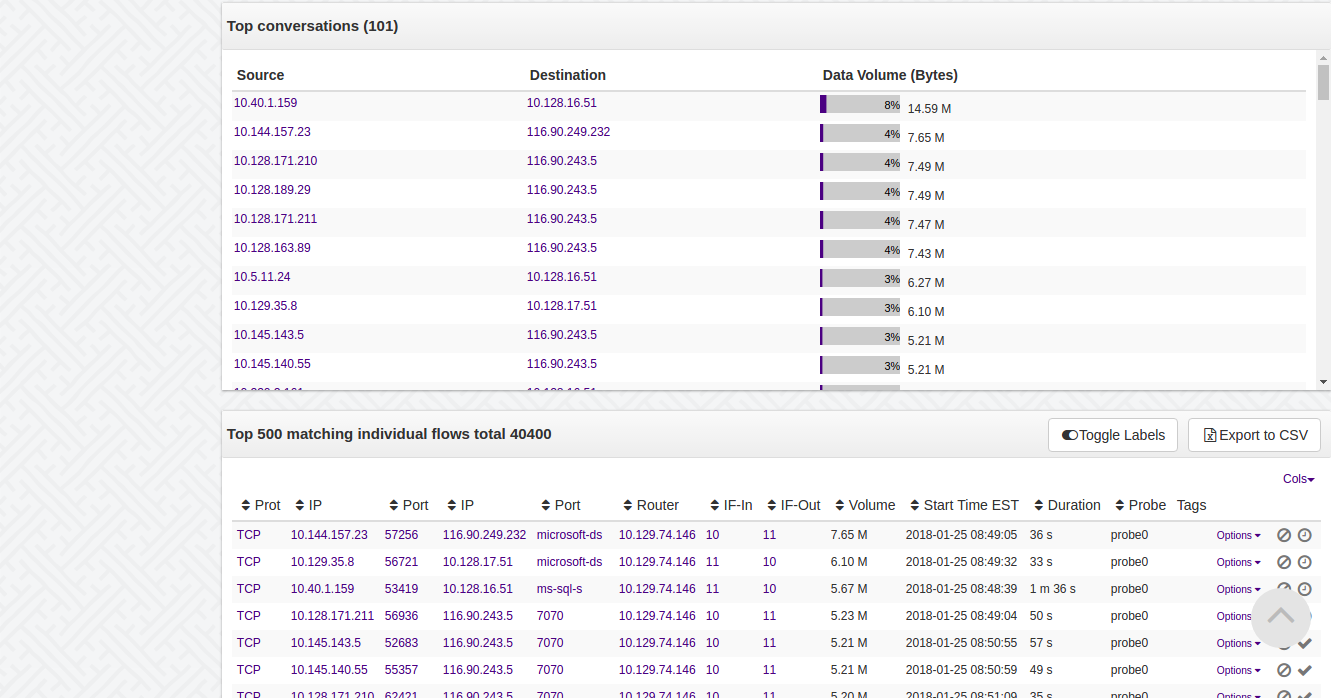 Top conversations (101)
Source Destination Data Volume (Bytes)
10.40.1.159 10.128.16.51 8% 14.59 M
10.144.157.23 116.90.249.232 4% 7.65 M
10.128.171.210 116.90.243.5 4% 7.49 M
10.128.189.29 116.90.243.5 4% 7.49 M
10.128.171.211 116.90.243.5 4% 7.47 M
10.128.163.89 116.90.243.5 4% 7.43 M
10.5.11.24 10.128.16.51 3% 6.27 M
10.129.35.8 10.128.17.51 3% 6.10 M
10.145.143.5 116.90.243.5 3% 5.21 M
10.145.140.55 116.90.243.5 3% 5.21 M
Top 500 matching individual flows total 40400 Toggle Labels Export to CSV
Cols
Prot IP Port IP Port Router IF-In IF-Out Volume Start Time EST Duration Probe Tags
TCP 10.144.157.23 57256 116.90.249.232 microsoft-ds 10.129.74.146 10 11 7.65 M 2018-01-25 08:49:05 36 s probe0 Options
TCP 10.129.35.8 56721 10.128.17.51 microsoft-ds 10.129.74.146 11 10 6.10 M 2018-01-25 08:49:32 33 s probe0 Options
TCP 10.40.1.159 53419 10.128.16.51 ms-sql-s 10.129.74.146 11 10 5.67 M 2018-01-25 08:48:39 1 m 36 s probe0 Options
TCP 10.128.171.211 56936 116.90.243.5 7070 10.129.74.146 10 11 5.23 M 2018-01-25 08:49:04 50 s probe0 Options
TCP 10.145.143.5 52683 116.90.243.5 7070 10.129.74.146 10 11 5.21 M 2018-01-25 08:50:55 57 s probe0 Options
TCP 10.145.140.55 55357 116.90.243.5 7070 10.129.74.146 10 11 5.21 M 2018-01-25 08:50:59 49 s probe0 Options
TCP 10.128.171.210 62421 116.90.243.5 7070 10.129.74.146 10 11 5.20 M 2018-01-25 08:51:09 35 s probe0 Options